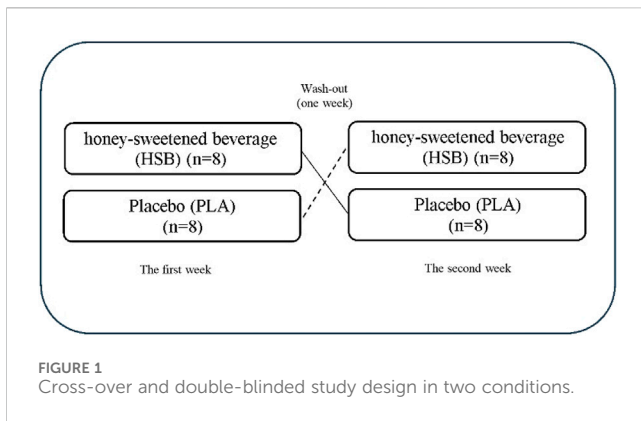 Wash-out
(one week)
honey-sweetened beverage
(HSB) (n=8)
honey-sweetened beverage
(HSB) (n=8)
Placebo (PLA)
(n=8)
Placebo (PLA)
(n=8)
The first week
The second week
FIGURE 1
Cross-over and double-blinded study design in two conditions.